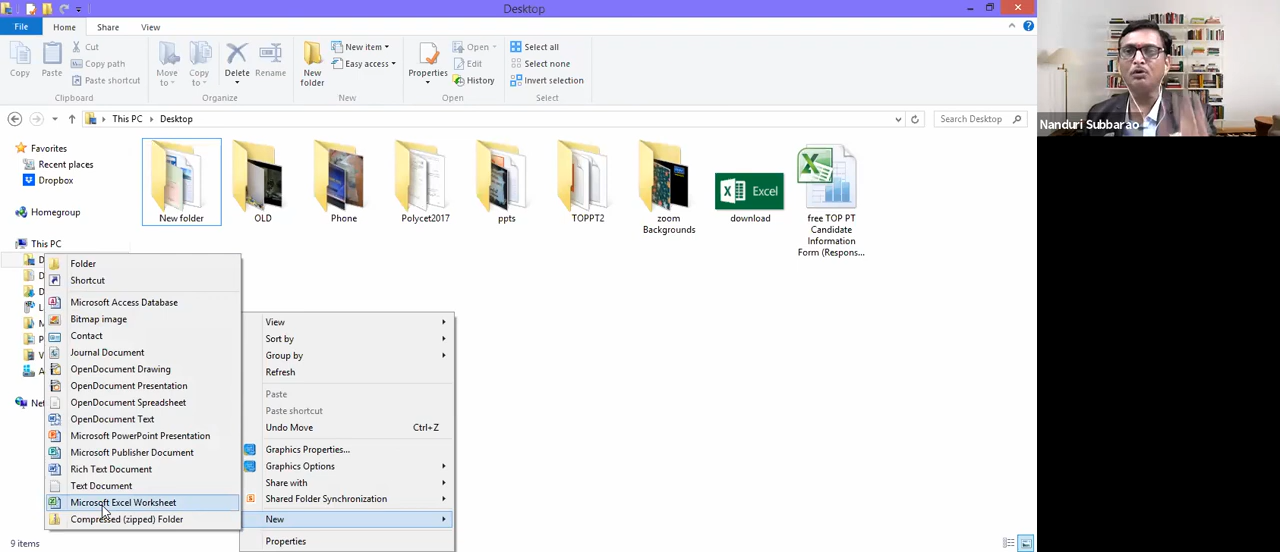 Desktop
File
Home
Share
View
Copy
Paste
Cut
Copy path
Paste shortcut
Clipboard
Move
to
Copy
to
Delete
Rename
Organize
New
folder
New item
Easy access
New
Properties
Open
Edit
History
Open
Select all
Select none
Invert selection
Select
This PC
Desktop
Search Desktop
Favorites
Recent places
Dropbox
Homegroup
This PC
New folder
OLD
Phone
Polycet2017
ppts
TOPPT2
zoom
Backgrounds
Excel
download
free TOP PT
Candidate
Information
Form (Respons...
Folder
Shortcut
Microsoft Access Database
Bitmap image
Contact
Journal Document
OpenDocument Drawing
OpenDocument Presentation
OpenDocument Spreadsheet
OpenDocument Text
Microsoft PowerPoint Presentation
Microsoft Publisher Document
Rich Text Document
Text Document
Microsoft Excel Worksheet
Compressed (zipped) Folder
View
Sort by
Group by
Refresh
Paste
Paste shortcut
Undo Move Ctrl+Z
Graphics Properties...
Graphics Options
Share with
Shared Folder Synchronization
New
Properties
9 items
Nanduri Subbarao